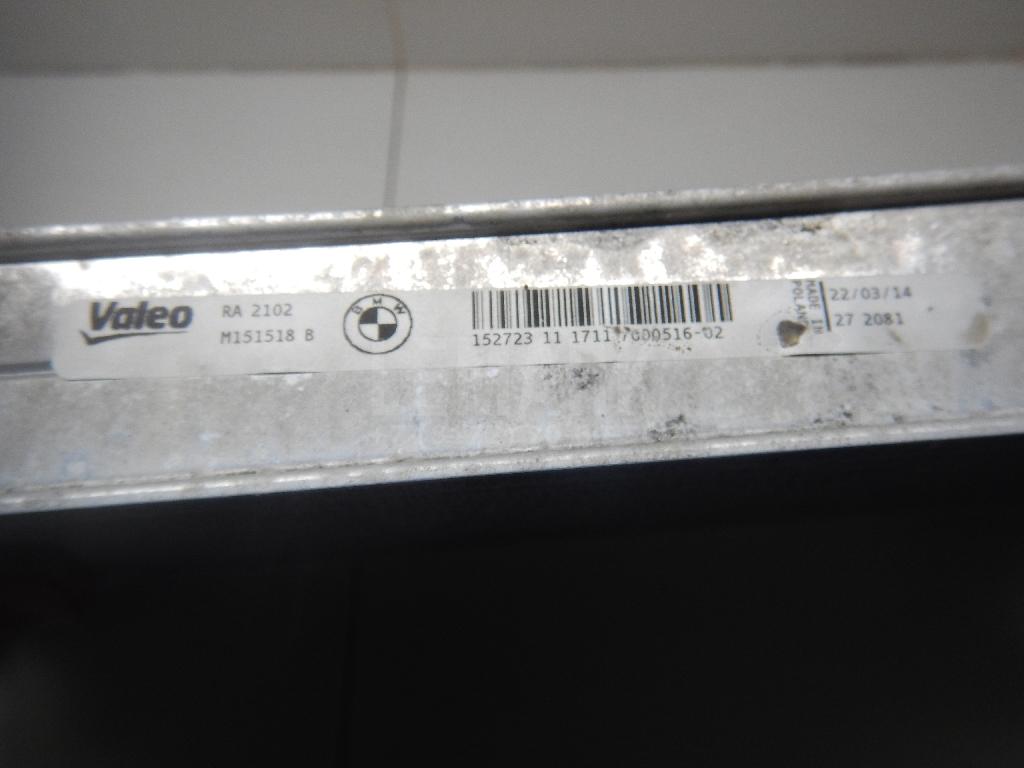 Valeo
RA 2102
M151518 B
BMW
152723 11 1711 7600516-02
MADE IN
POLAND
22/03/14
27 2081